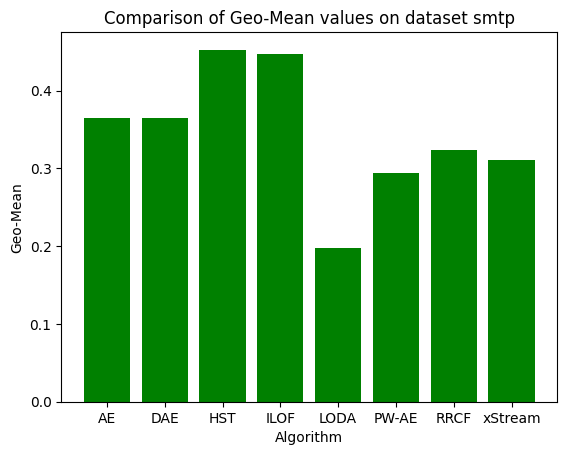 Comparison of Geo-Mean values on dataset smtp
0.4
0.3
0.2
0.1
0.0
Geo-Mean
AE DAE HST ILOF LODA PW-AE RRCF xStream
Algorithm